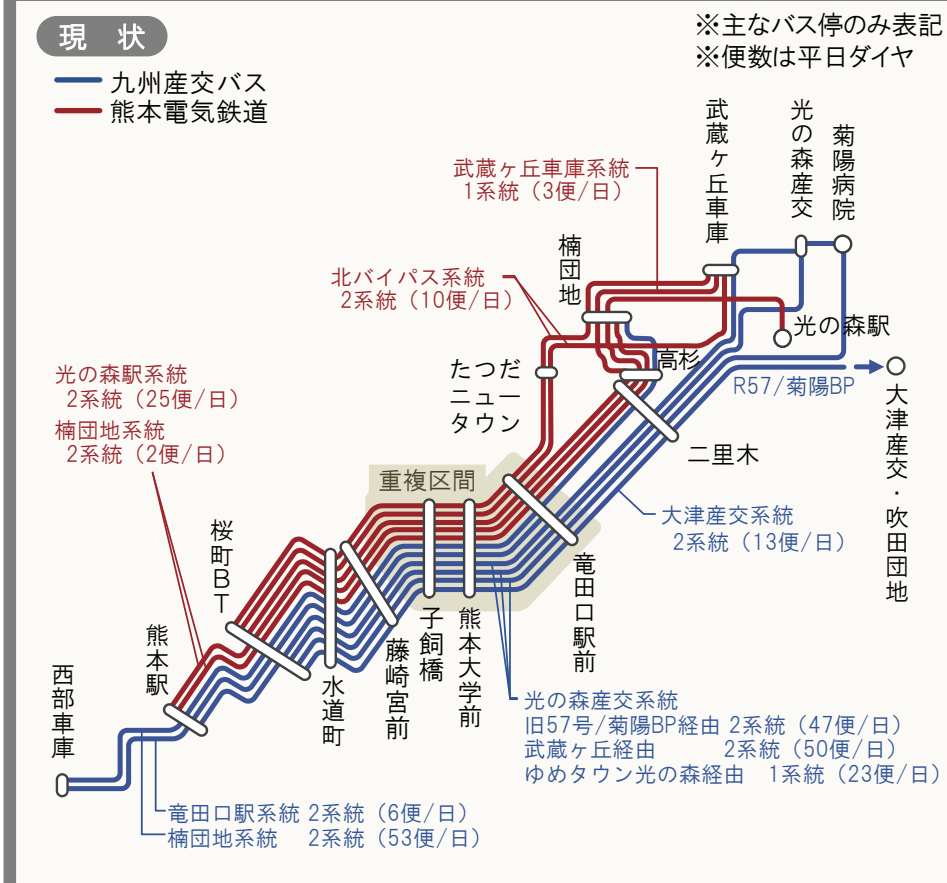 現 状
※主なバス停のみ表記
※便数は平日ダイヤ
九州産交バス
熊本電気鉄道
武蔵ヶ丘車庫
光の森産交
菊陽病院
武蔵ヶ丘車庫系統
1系統（3便/日）
楠団地
北バイパス系統
2系統（10便/日）
光の森駅
高杉
たつだ
ニュー
タウン
R57/菊陽BP
大津産交・吹田団地
光の森駅系統
2系統（25便/日）
楠団地系統
2系統（2便/日）
二里木
重複区間
大津産交系統
2系統（13便/日）
桜町BT
竜田口駅前
熊本駅
西部車庫
水道町
藤崎宮前
子飼橋
熊本大学前
光の森産交系統
旧57号/菊陽BP経由 2系統（47便/日）
武蔵ヶ丘経由 2系統（50便/日）
ゆめタウン光の森経由 1系統（23便/日）
竜田口駅系統 2系統（6便/日）
楠団地系統 2系統（53便/日）